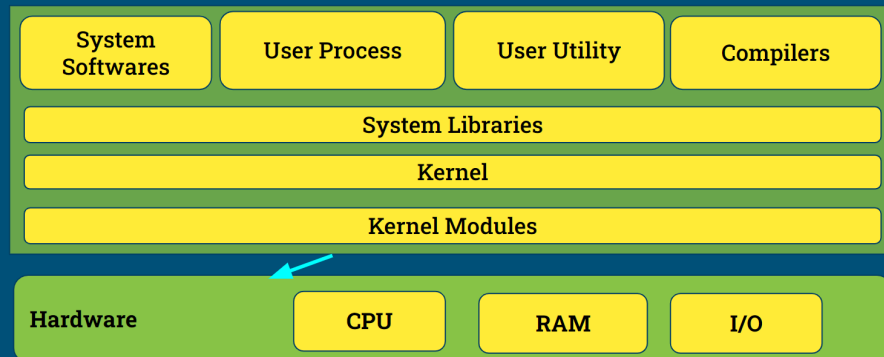 System
Softwares
User Process
User Utility
Compilers
System Libraries
Kernel
Kernel Modules
Hardware
CPU
RAM
I/O